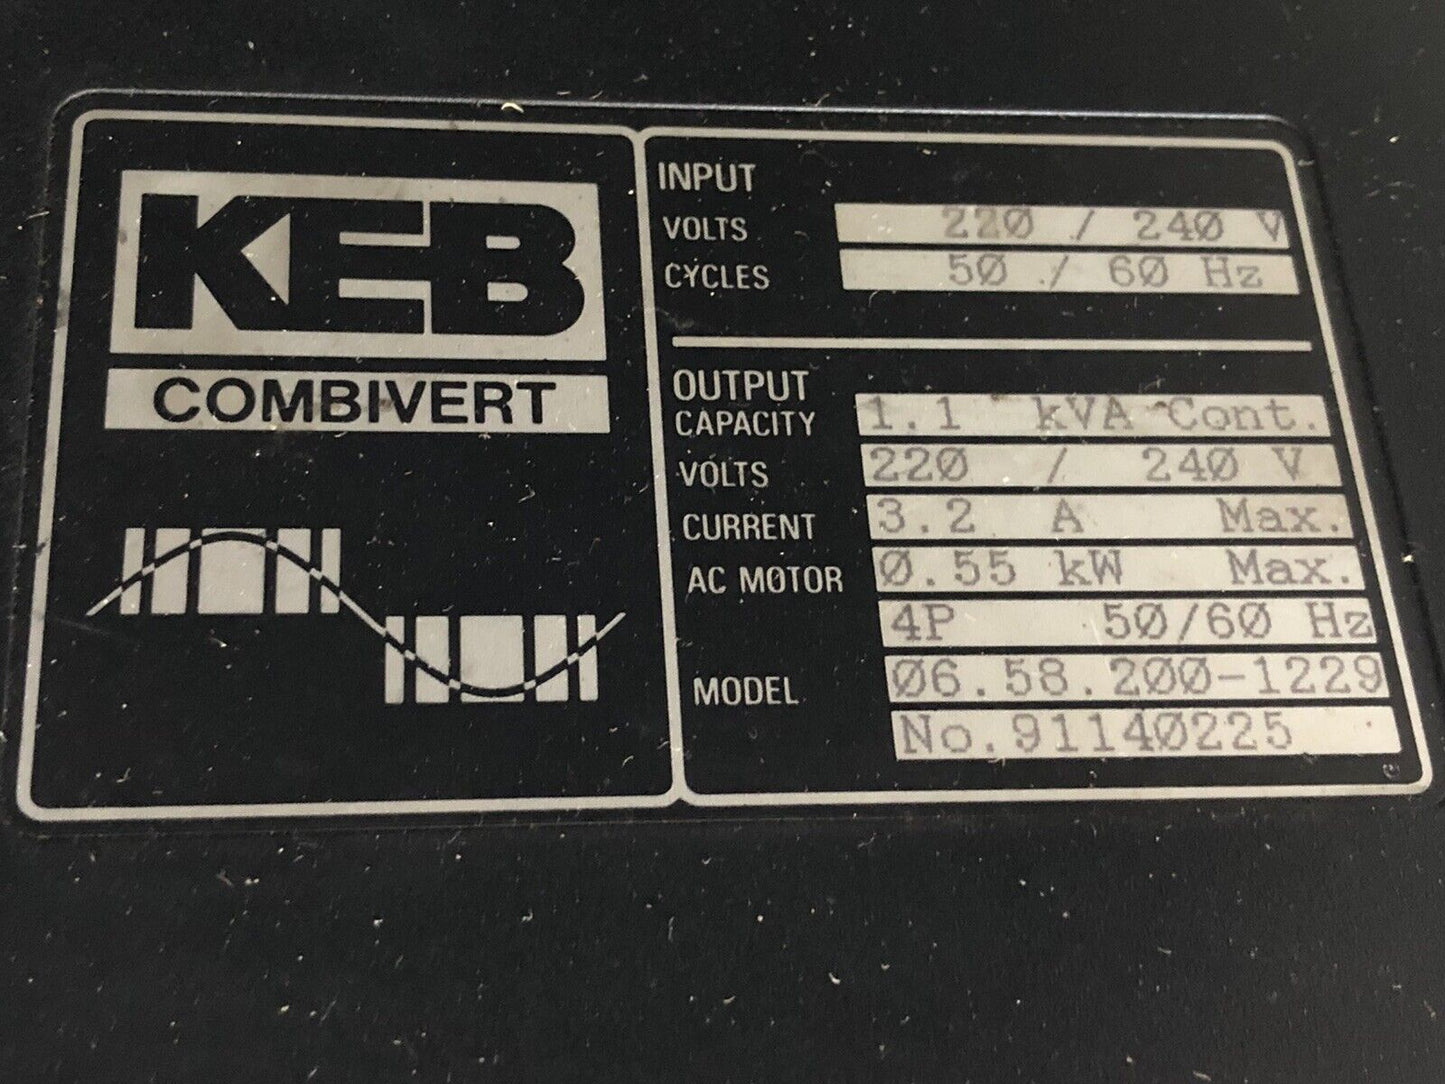 KEB
COMBIVERT
INPUT
VOLTS 220 / 240 V
CYCLES 50 / 60 Hz
OUTPUT
CAPACITY 1.1 kVA Cont.
VOLTS 220 / 240 V
CURRENT 3.2 A Max.
AC MOTOR 0.55 kW Max.
4P 50/60 Hz
MODEL 06.58.200-1229
No.91140225